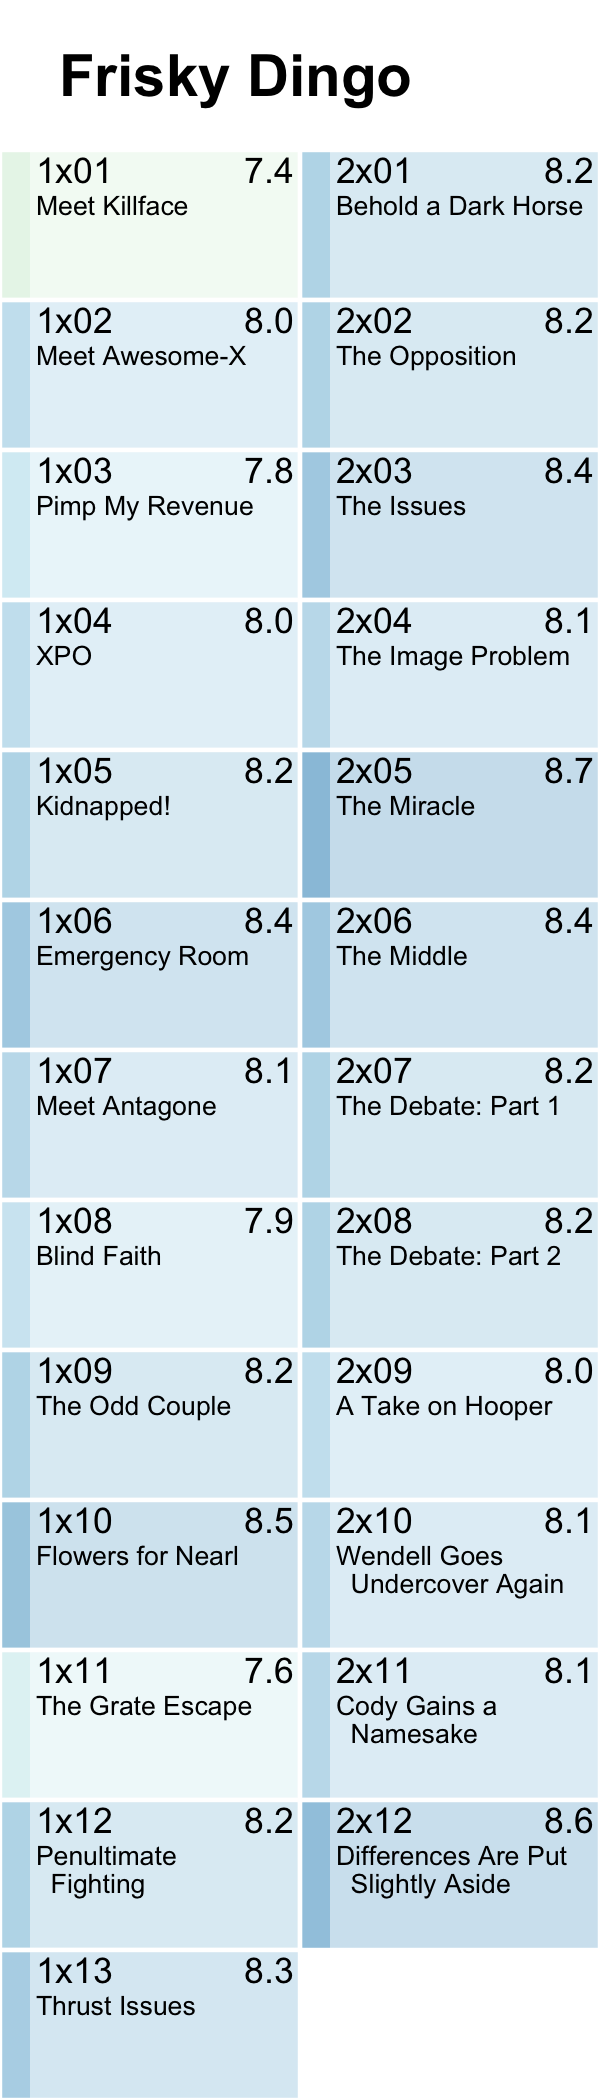 Frisky Dingo
1x01 7.4
Meet Killface
1x02 8.0
Meet Awesome-X
1x03 7.8
Pimp My Revenue
1x04 8.0
XPO
1x05 8.2
Kidnapped!
1x06 8.4
Emergency Room
1x07 8.1
Meet Antagone
1x08 7.9
Blind Faith
1x09 8.2
The Odd Couple
1x10 8.5
Flowers for Nearl
1x11 7.6
The Grate Escape
1x12 8.2
Penultimate
Fighting
1x13 8.3
Thrust Issues
2x01 8.2
Behold a Dark Horse
2x02 8.2
The Opposition
2x03 8.4
The Issues
2x04 8.1
The Image Problem
2x05 8.7
The Miracle
2x06 8.4
The Middle
2x07 8.2
The Debate: Part 1
2x08 8.2
The Debate: Part 2
2x09 8.0
A Take on Hooper
2x10 8.1
Wendell Goes
Undercover Again
2x11 8.1
Cody Gains a
Namesake
2x12 8.6
Differences Are Put
Slightly Aside